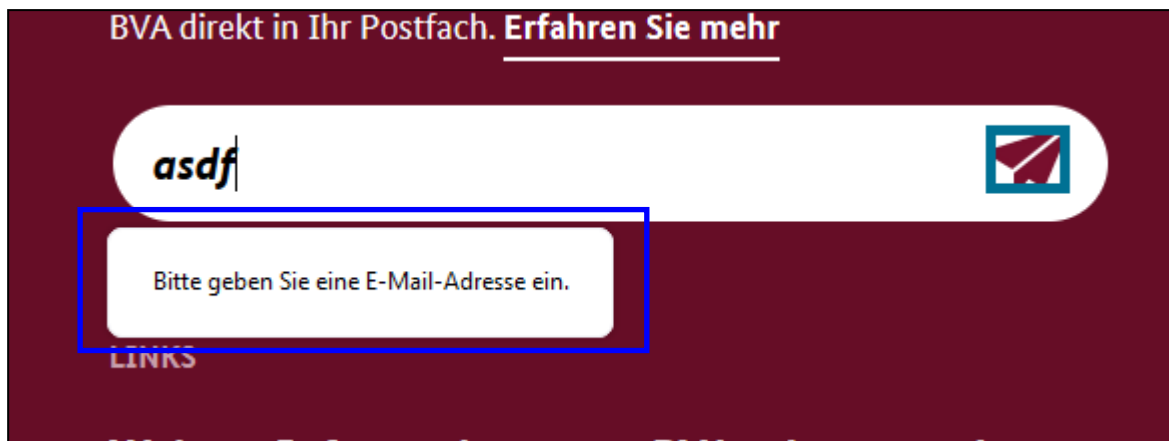 BVA direkt in Ihr Postfach. Erfahren Sie mehr
asdf
Bitte geben Sie eine E-Mail-Adresse ein.
LINKS